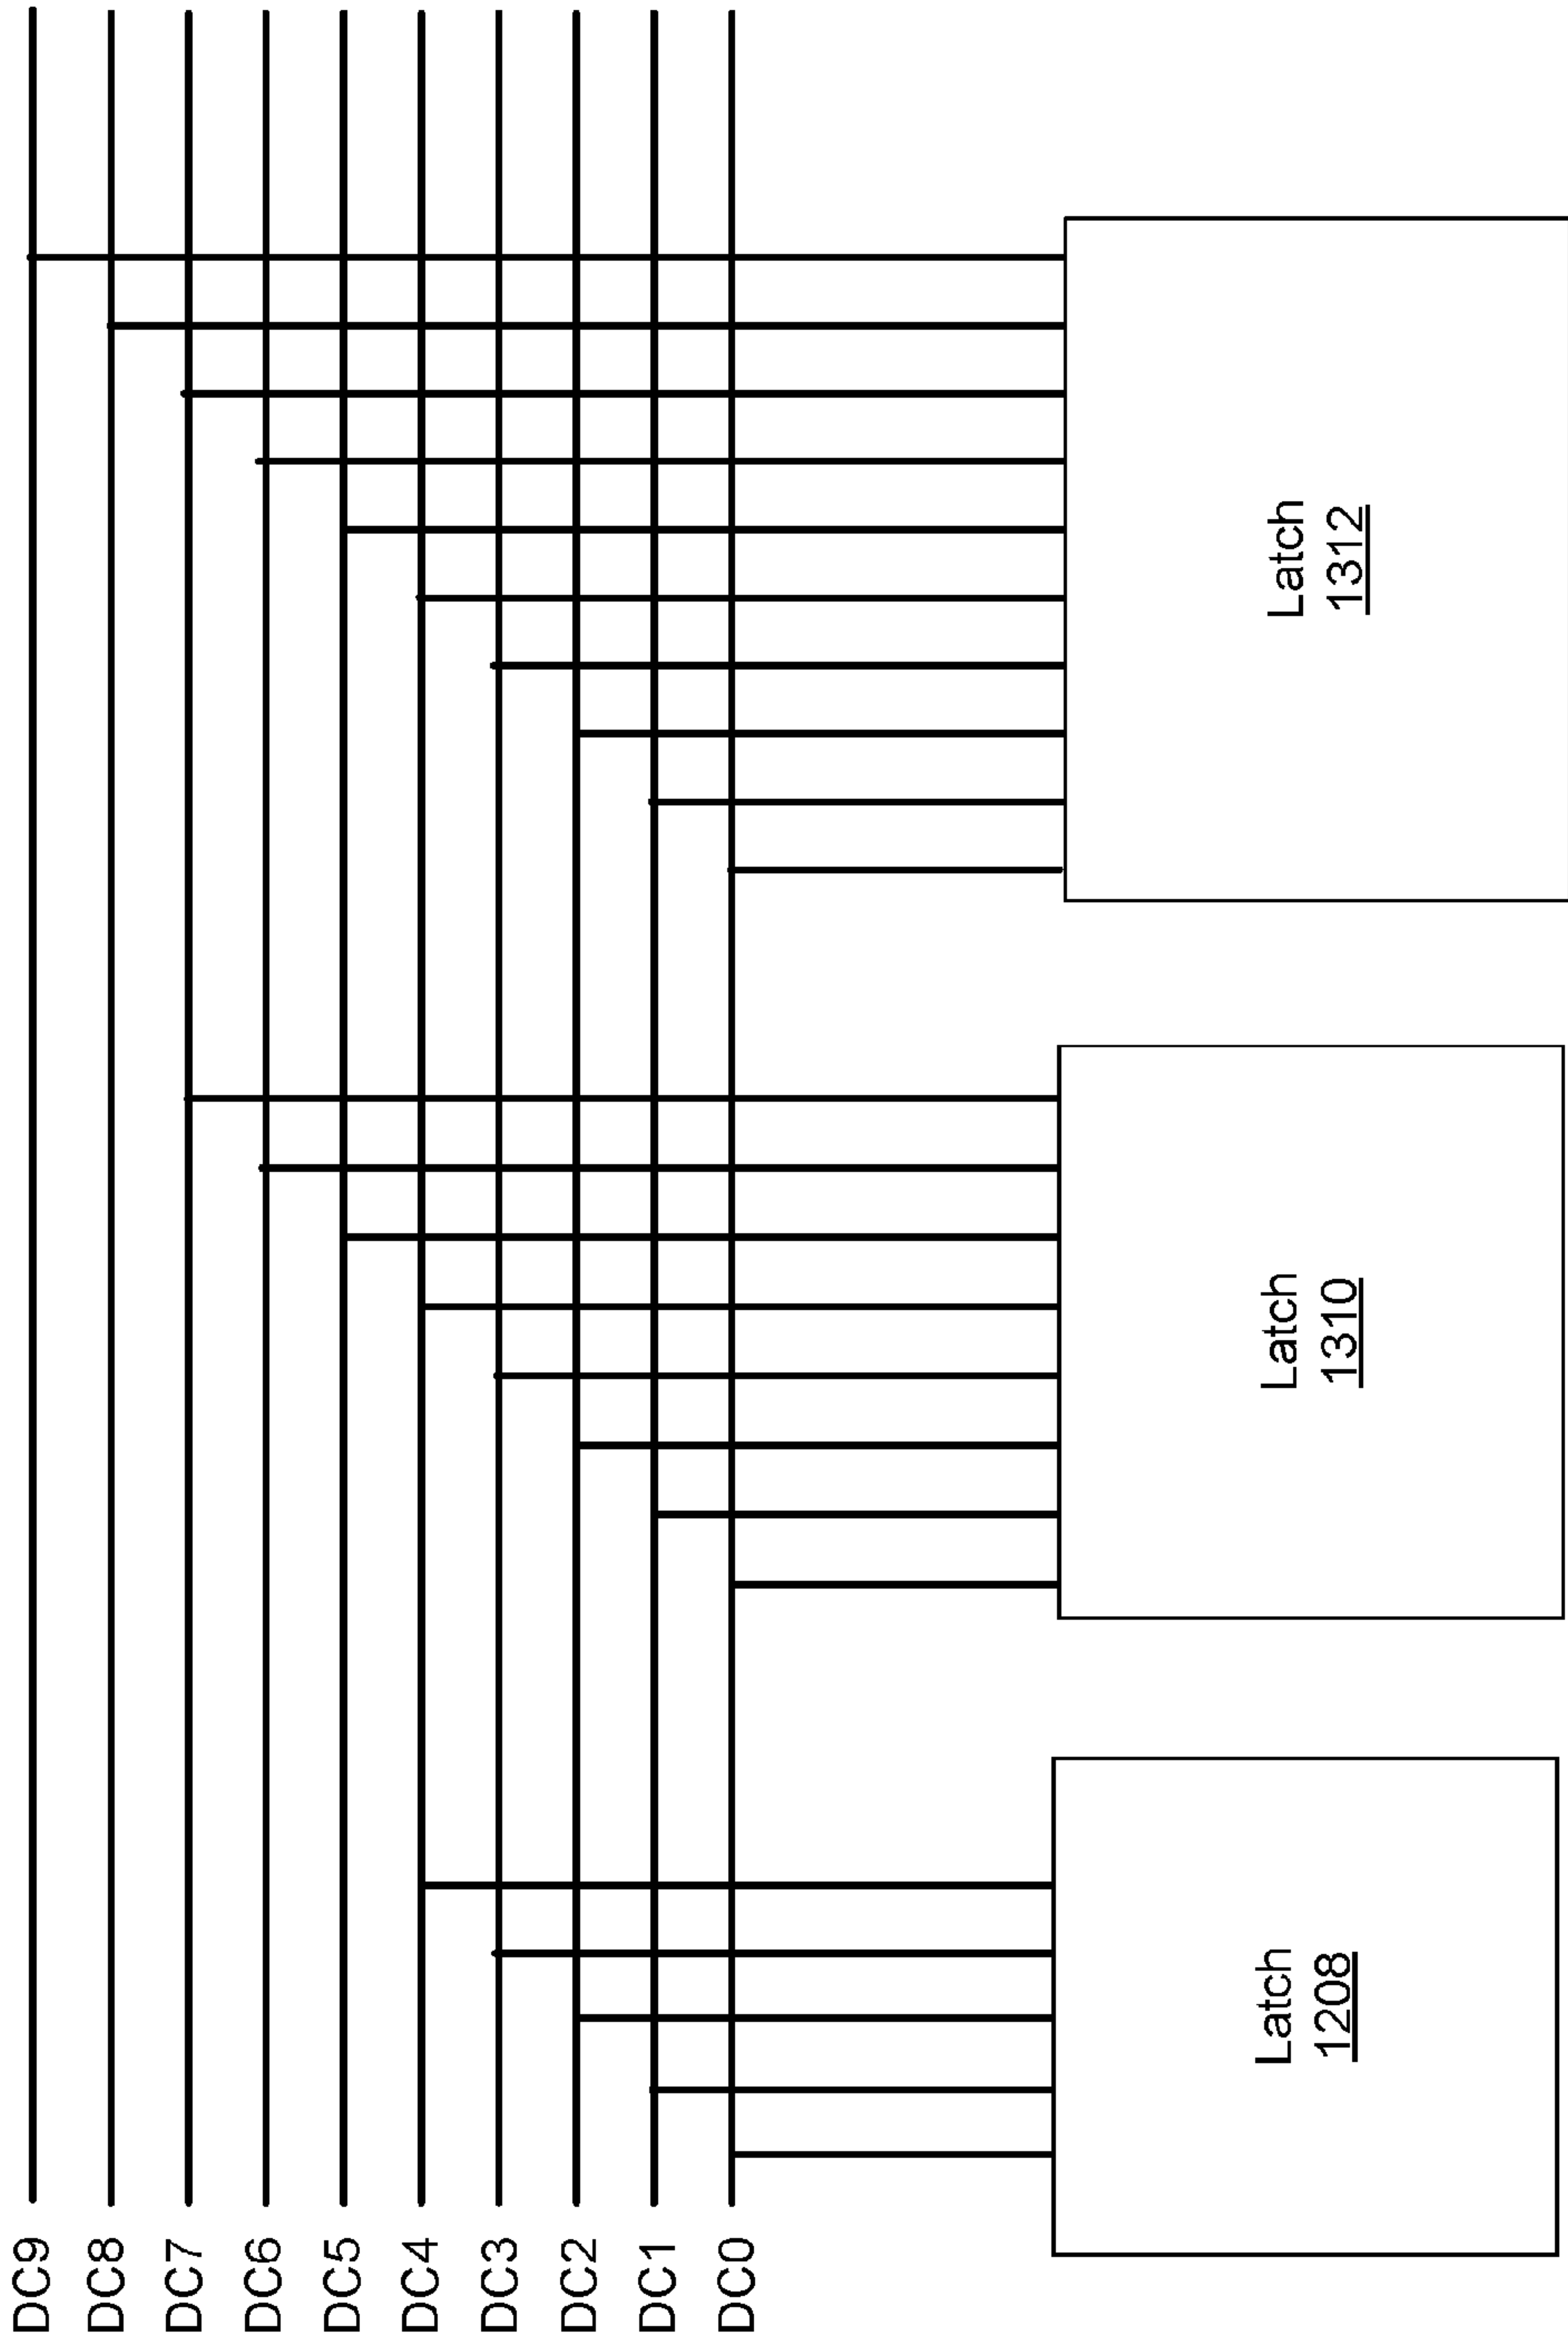 DC9
DC8
DC7
DC6
DC5
DC4
DC3
DC2
DC1
DC0
Latch
1208
Latch
1310
Latch
1312